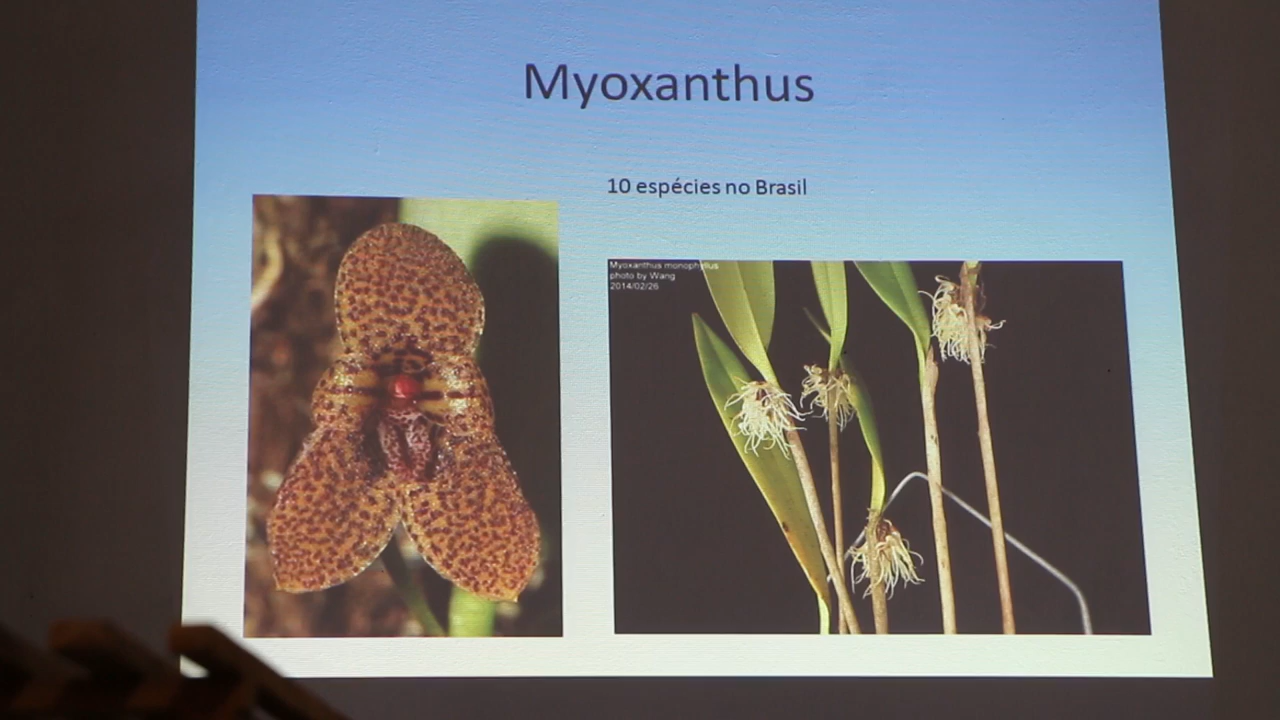 Myoxanthus
10 espécies no Brasil
Myoxanthus monophyllus
photo by Wang
2014/02/26